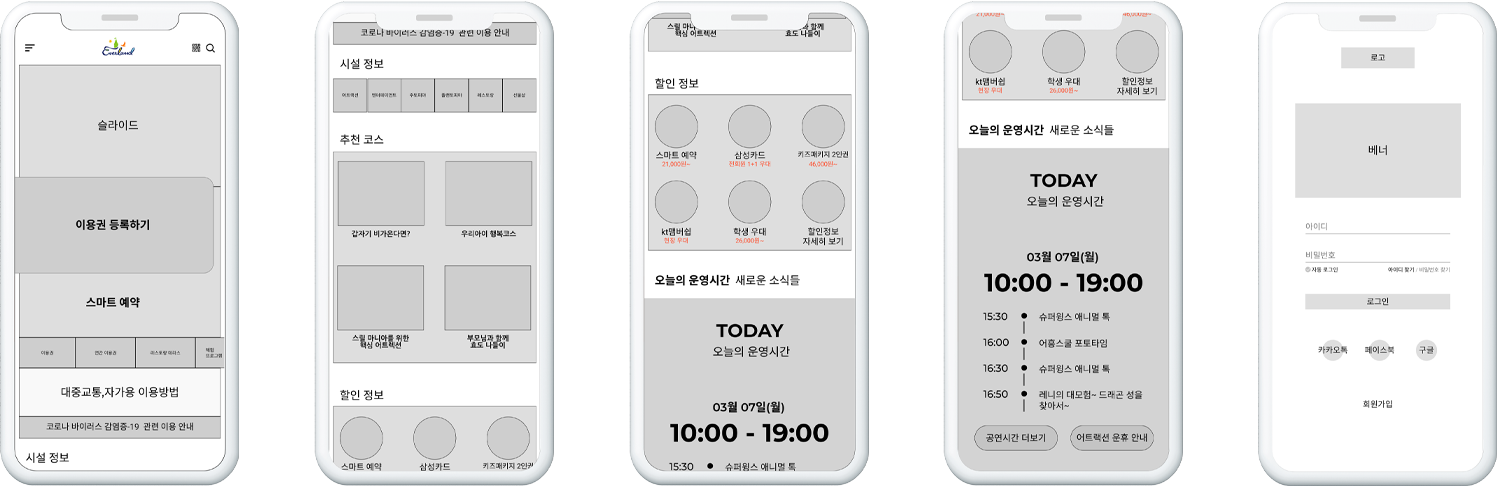 Everland
슬라이드
이용권 등록하기
스마트 예약
이용권
연간 이용권
레스토랑 따라스
체험
프로그램
대중교통,자가용 이용방법
코로나 바이러스 감염증-19 관련 이용 안내
시설 정보
코로나 바이러스 감염증-19 관련 이용 안내
시설 정보
어트랙션
엔터테인먼트
주토피아
플랜토피아
레스토랑
선물샵
추천 코스
갑자기 비가온다면?
우리아이 행복코스
스릴 마니아를 위한
핵심 어트랙션
부모님과 함께
효도 나들이
할인 정보
스마트 예약
삼성카드
키즈패키지 2인권
핵심 어트랙션
효도 나들이
할인 정보
스마트 예약
21,000원~
삼성카드
전회원 1+1 우대
키즈패키지 2인권
46,000원~
kt맴버쉽
현장 우대
학생 우대
26,000원~
할인정보
자세히 보기
오늘의 운영시간 새로운 소식들
TODAY
오늘의 운영시간
03월 07일(월)
10:00 - 19:00
15:30 슈퍼윙스 애니멀 톡
21,000원~
46,000원~
kt맴버쉽
현장 우대
학생 우대
26,000원~
할인정보
자세히 보기
오늘의 운영시간 새로운 소식들
TODAY
오늘의 운영시간
03월 07일(월)
10:00 - 19:00
15:30 슈퍼윙스 애니멀 톡
16:00 어흥스쿨 포토타임
16:30 슈퍼윙스 애니멀 톡
16:50 레니의 대모험~ 드래곤 성을
찾아서~
공연시간 더보기
어트랙션 운휴 안내
로고
베너
아이디
비밀번호
자동 로그인
아이디 찾기 / 비밀번호 찾기
로그인
카카오톡
페이스북
구글
회원가입